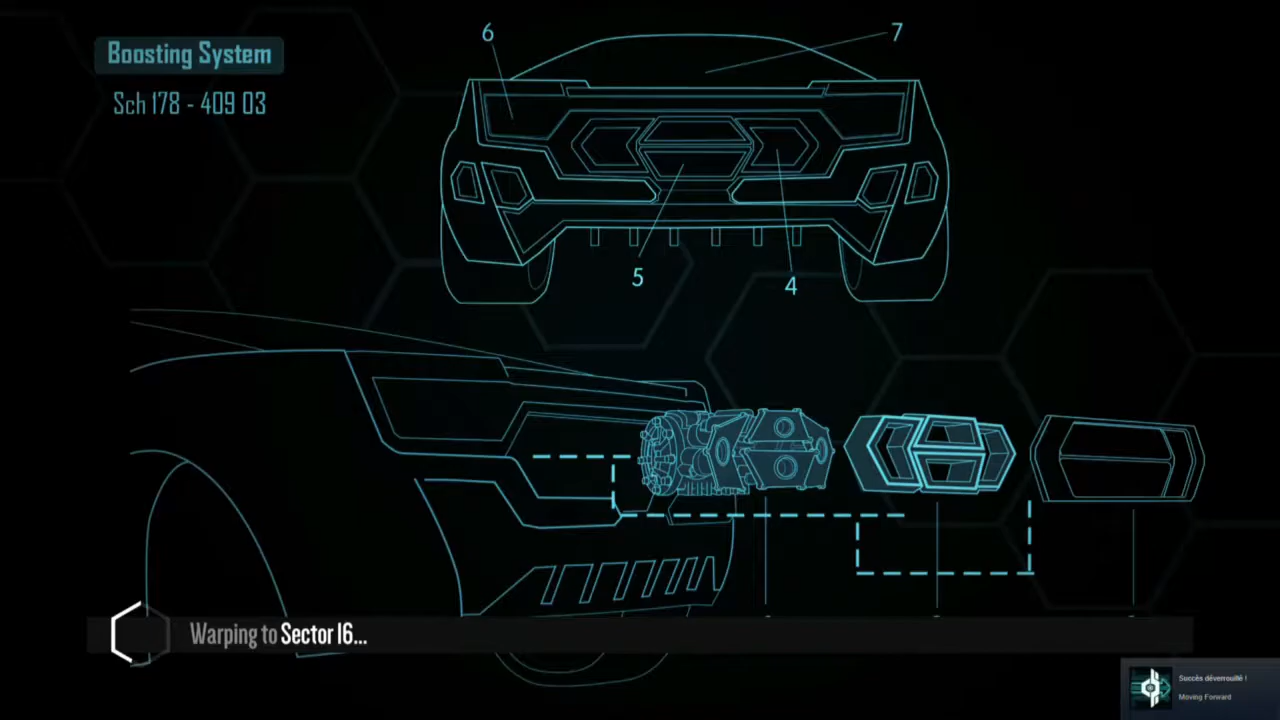 6
7
Boosting System
Sch 178 - 409 03
5
4
Warping to Sector 16...
Succès déverrouillé !
Moving Forward